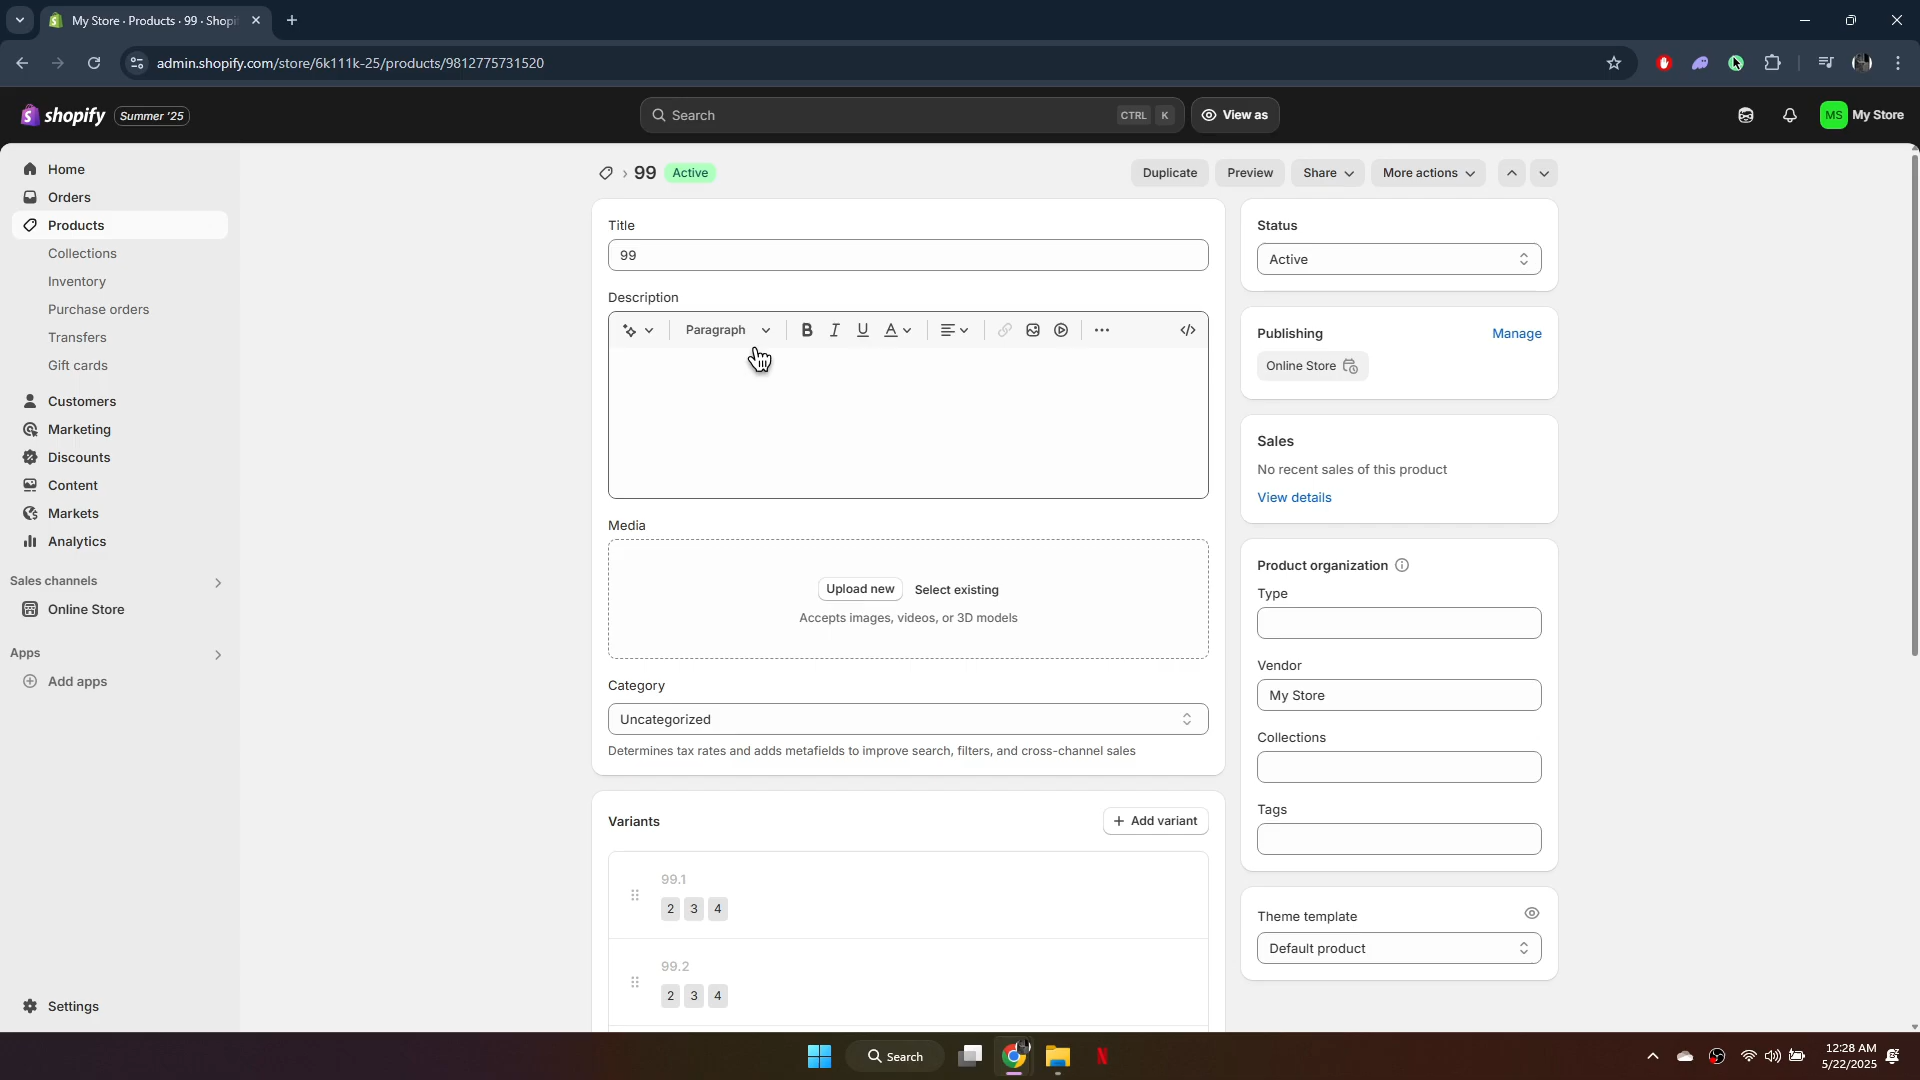 My Store · Products · 99 · Shopi
admin.shopify.com/store/6k111k-25/products/9812775731520
shopify
Summer '25
Search
CTRL K
View as
MS
My Store
Home
Orders
Products
Collections
Inventory
Purchase orders
Transfers
Gift cards
Customers
Marketing
Discounts
Content
Markets
Analytics
Sales channels
Online Store
Apps
Add apps
Settings
99
Active
Duplicate
Preview
Share
More actions
Title
99
Description
Paragraph
B
I
U
A
Media
Upload new
Select existing
Accepts images, videos, or 3D models
Category
Uncategorized
Determines tax rates and adds metafields to improve search, filters, and cross-channel sales
Variants
Add variant
99.1
2 3 4
99.2
2 3 4
Status
Active
Publishing
Manage
Online Store
Sales
No recent sales of this product
View details
Product organization
Type
Vendor
My Store
Collections
Tags
Theme template
Default product
Search
N
12:28 AM
5/22/2025